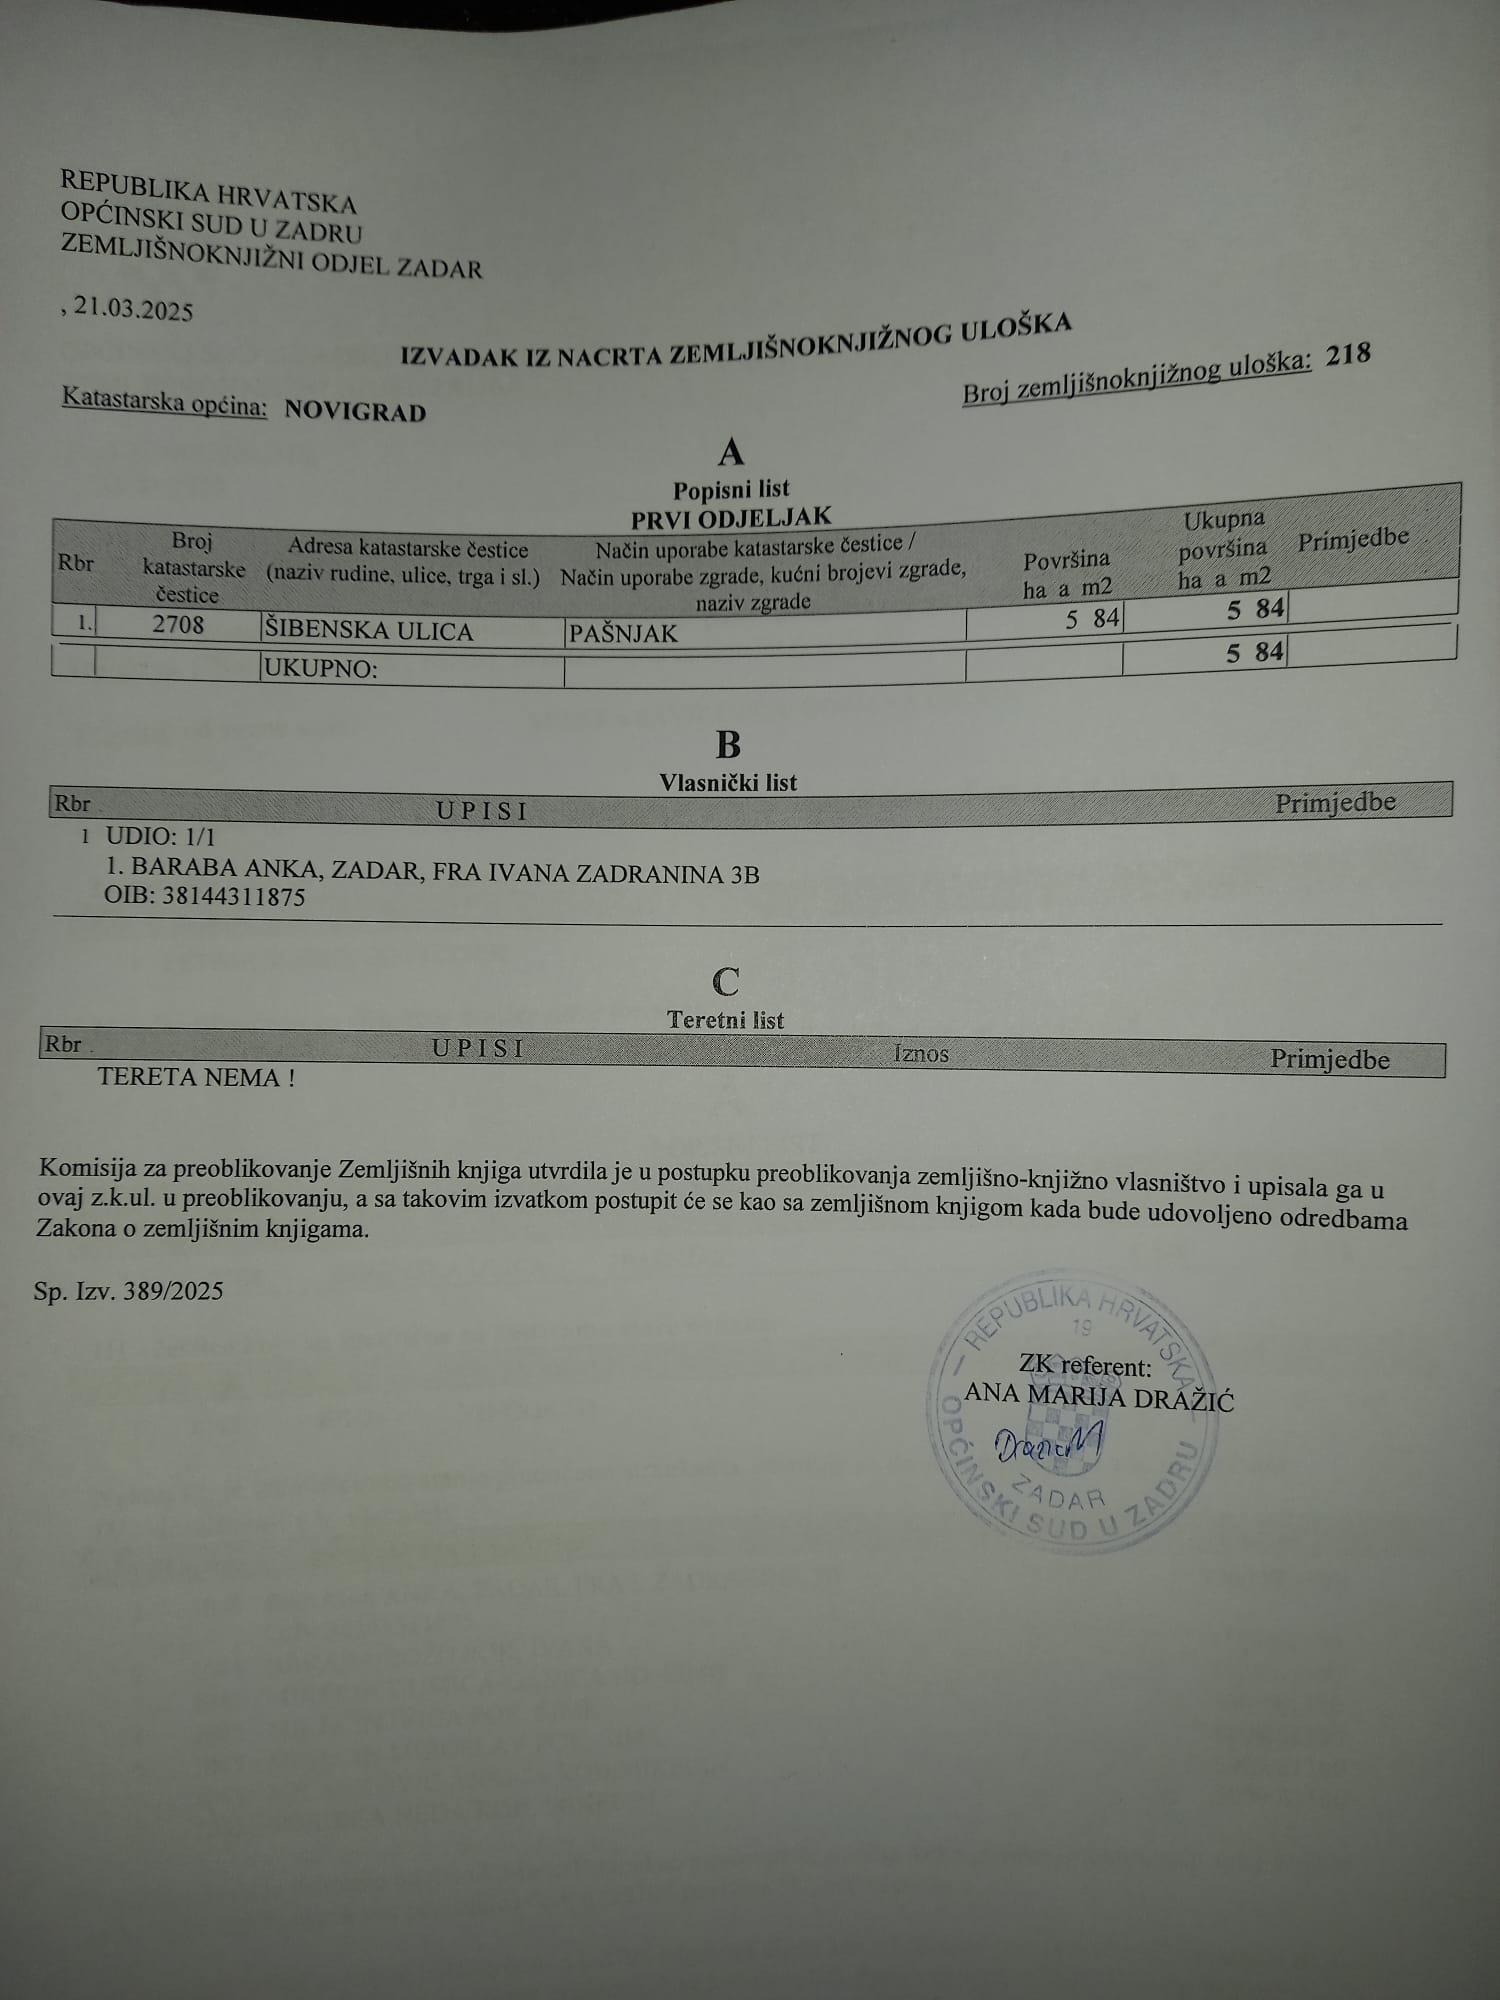 REPUBLIKA HRVATSKA
OPĆINSKI SUD U ZADRU
ZEMLJIŠNOKNJIŽNI ODJEL ZADAR
, 21.03.2025
IZVADAK IZ NACRTA ZEMLJIŠNOKNJIŽNOG ULOŠKA
Katastarska općina: NOVIGRAD
Broj zemljišnoknjižnog uloška: 218
A
Popisni list
PRVI ODJELJAK
Rbr
Broj
katastarske
čestice
Adresa katastarske čestice
(naziv rudine, ulice, trga i sl.)
Način uporabe katastarske čestice /
Način uporabe zgrade, kućni brojevi zgrade,
naziv zgrade
Površina
ha a m2
Ukupna
površina
ha a m2
Primjedbe
1. 2708 ŠIBENSKA ULICA PAŠNJAK 5 84 5 84
UKUPNO: 5 84
B
Vlasnički list
Rbr UPISI Primjedbe
1 UDIO: 1/1
1. BARABA ANKA, ZADAR, FRA IVANA ZADRANINA 3B
OIB: 38144311875
C
Teretni list
Rbr UPISI Iznos Primjedbe
TERETA NEMA !
Komisija za preoblikovanje Zemljišnih knjiga utvrdila je u postupku preoblikovanja zemljišno-knjižno vlasništvo i upisala ga u
ovaj z.k.ul. u preoblikovanju, a sa takovim izvatkom postupit će se kao sa zemljišnom knjigom kada bude udovoljeno odredbama
Zakona o zemljišnim knjigama.
Sp. Izv. 389/2025
REPUBLIKA HRVATSKA
19
ZK referent:
ANA MARIJA DRAŽIĆ
ZADAR
OPĆINSKI SUD U ZADRU